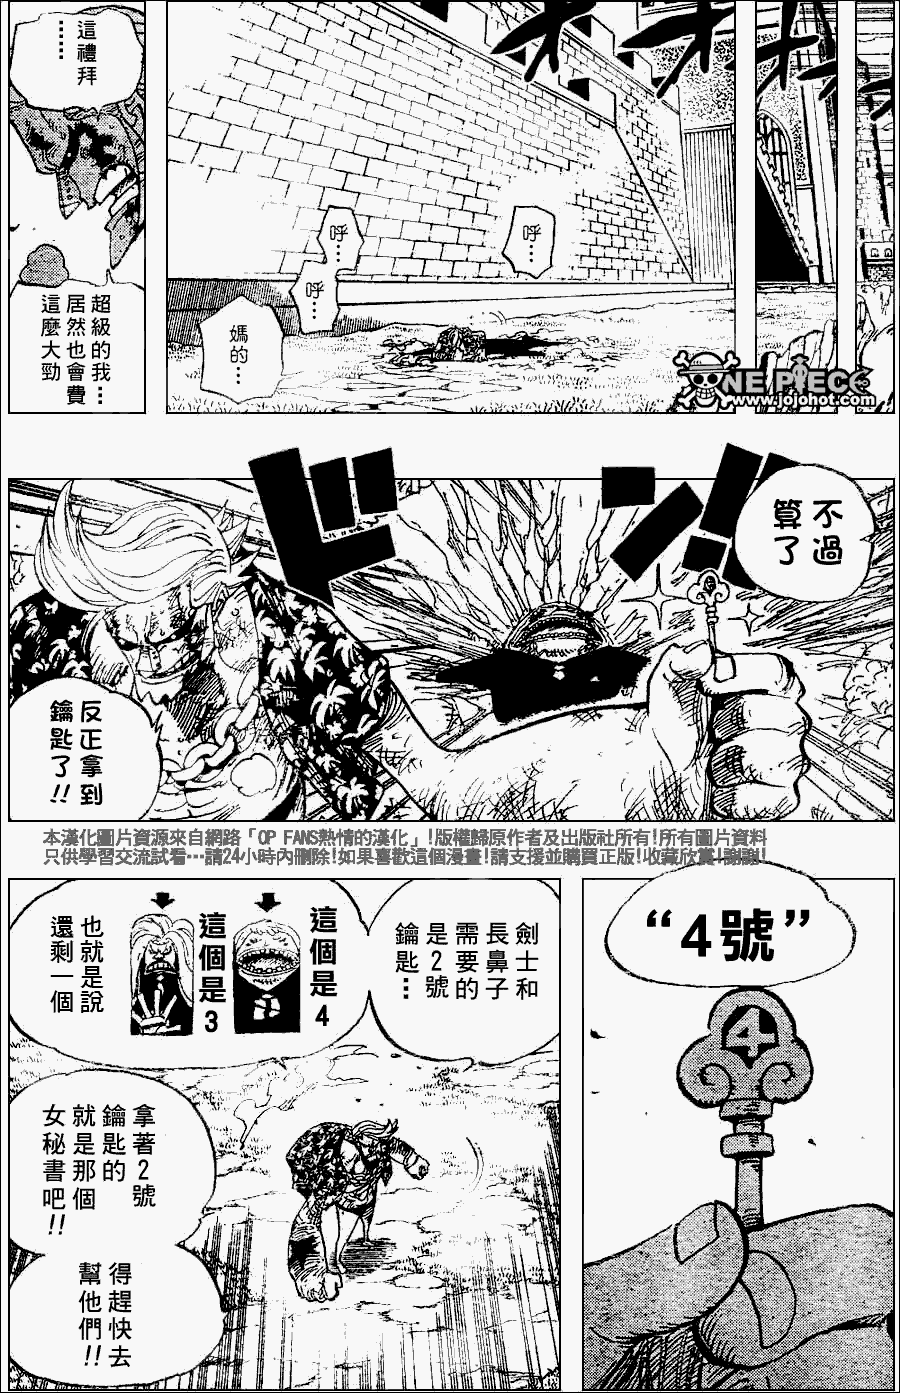 呼…
呼…
呼…
媽的…
ONE PIECE
www.jojohot.com
這禮拜
……
超級的我…
居然也會費
這麼大勁
不過
算了
ド
!!
反正拿到
鑰匙了!!
本漢化圖片資源來自網路「OP FANS熱情的漢化」!版權歸原作者及出版社所有!所有圖片資料
只供學習交流試看…請24小時內刪除!如果喜歡這個漫畫!請支援並購買正版!收藏欣賞!謝謝!
“4號”
4
劍士和
長鼻子
需要的
是2號
鑰匙…
這個是4
這個是3
也就是說
還剩一個
拿著2號
鑰匙的
就是那個
女秘書吧!!
得趕快去
幫他們!!